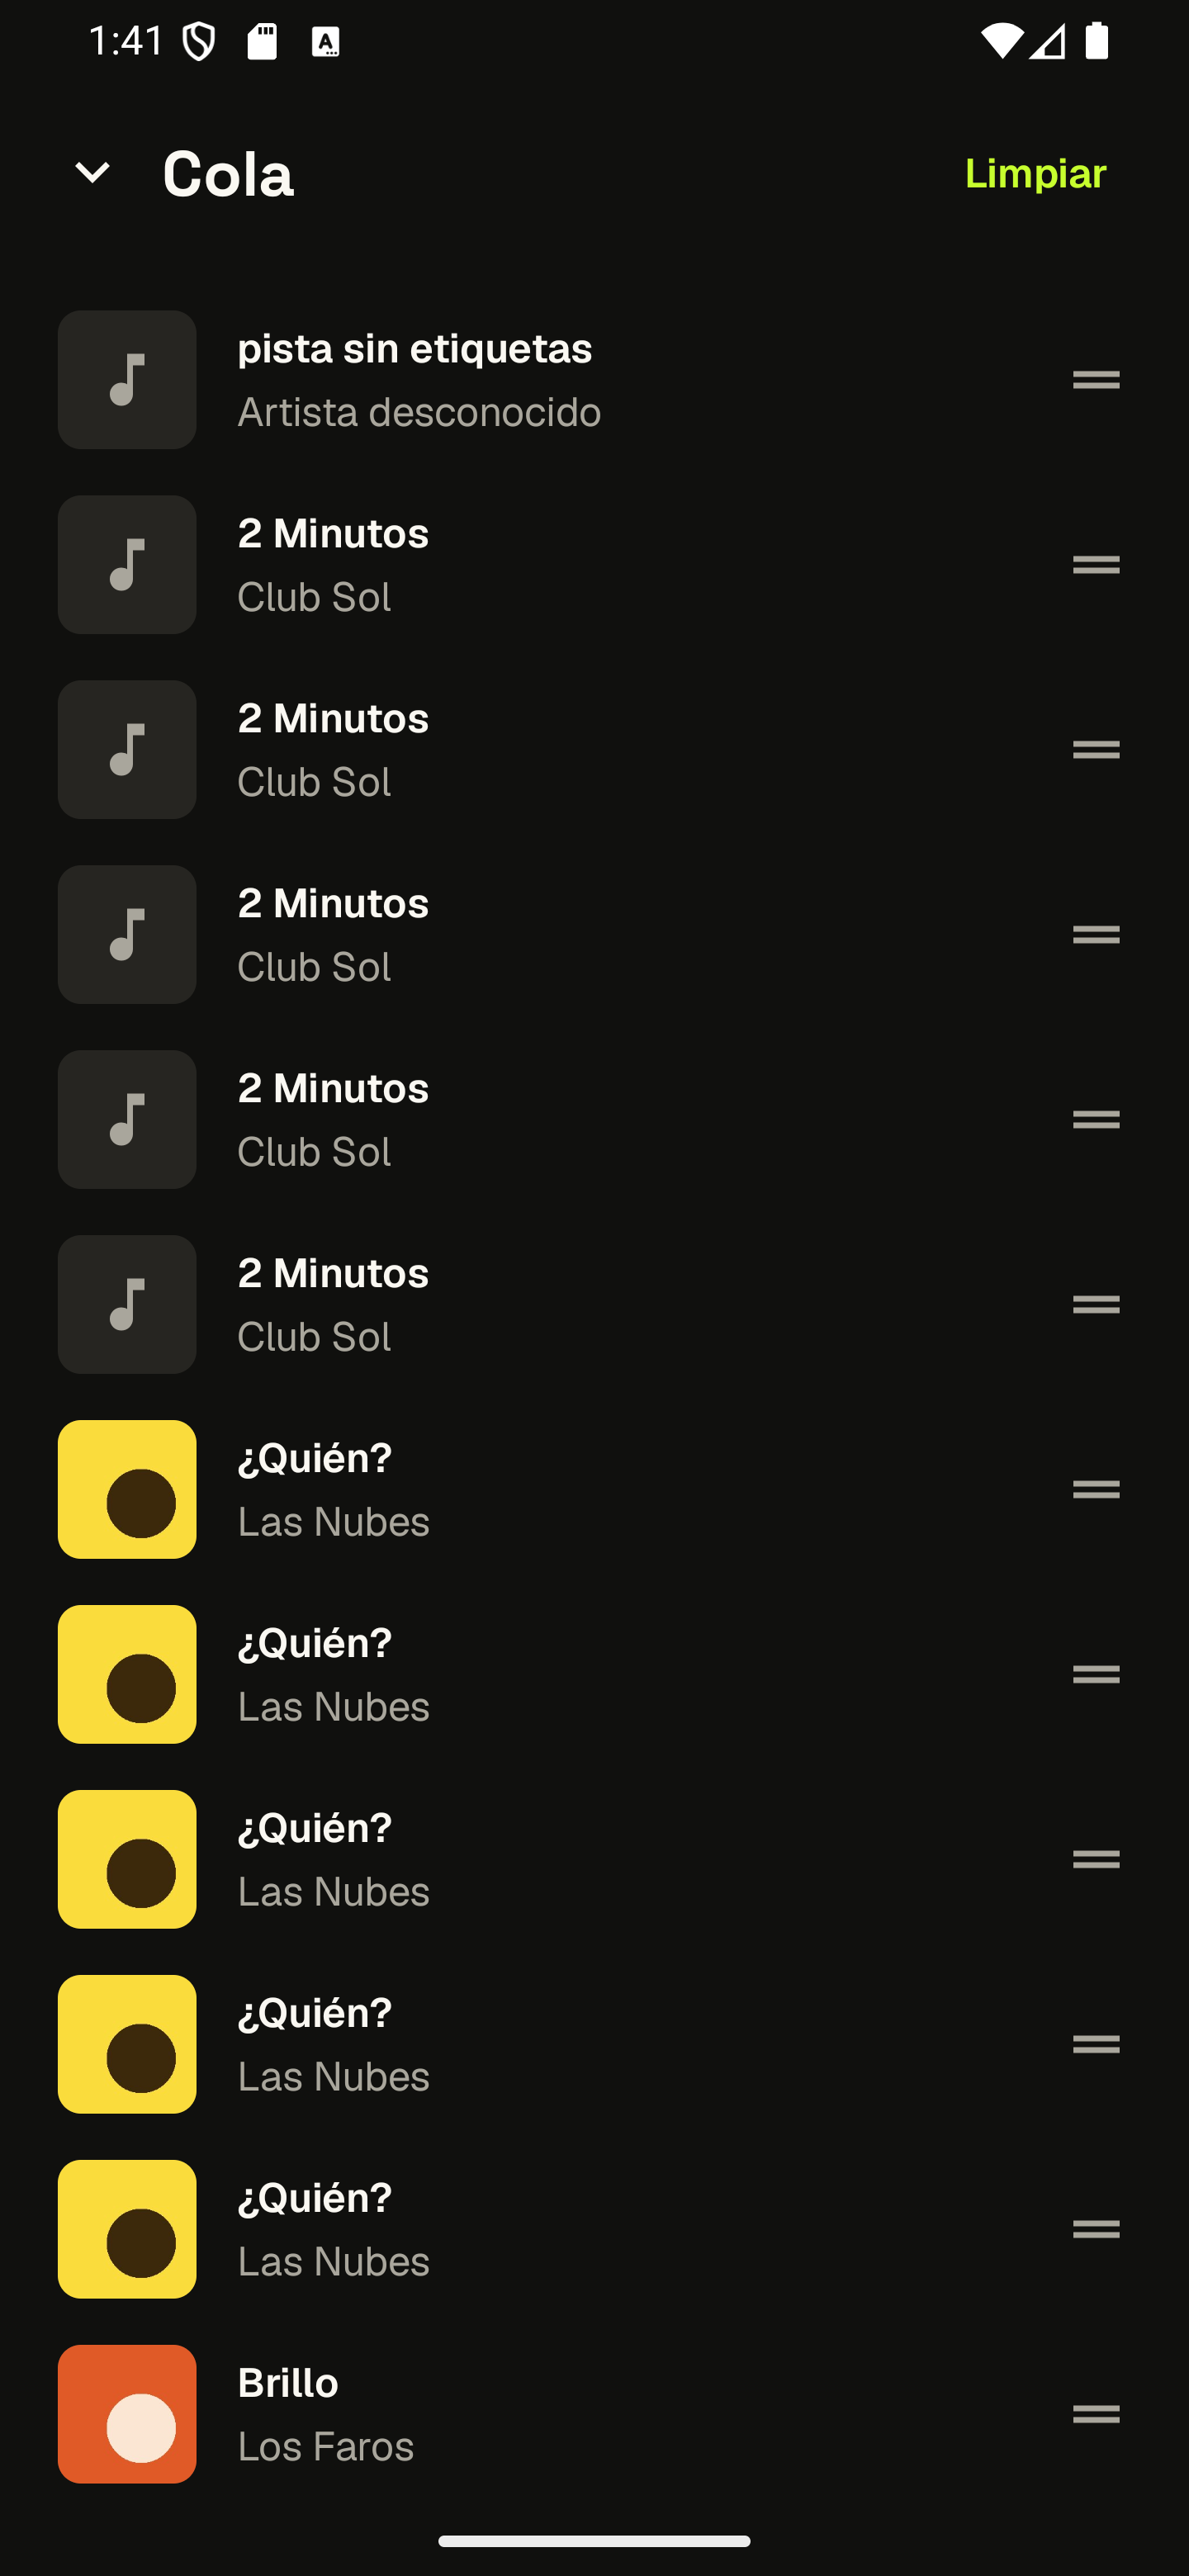 1:41
Cola
Limpiar
pista sin etiquetas
Artista desconocido
2 Minutos
Club Sol
2 Minutos
Club Sol
2 Minutos
Club Sol
2 Minutos
Club Sol
2 Minutos
Club Sol
¿Quién?
Las Nubes
¿Quién?
Las Nubes
¿Quién?
Las Nubes
¿Quién?
Las Nubes
¿Quién?
Las Nubes
Brillo
Los Faros